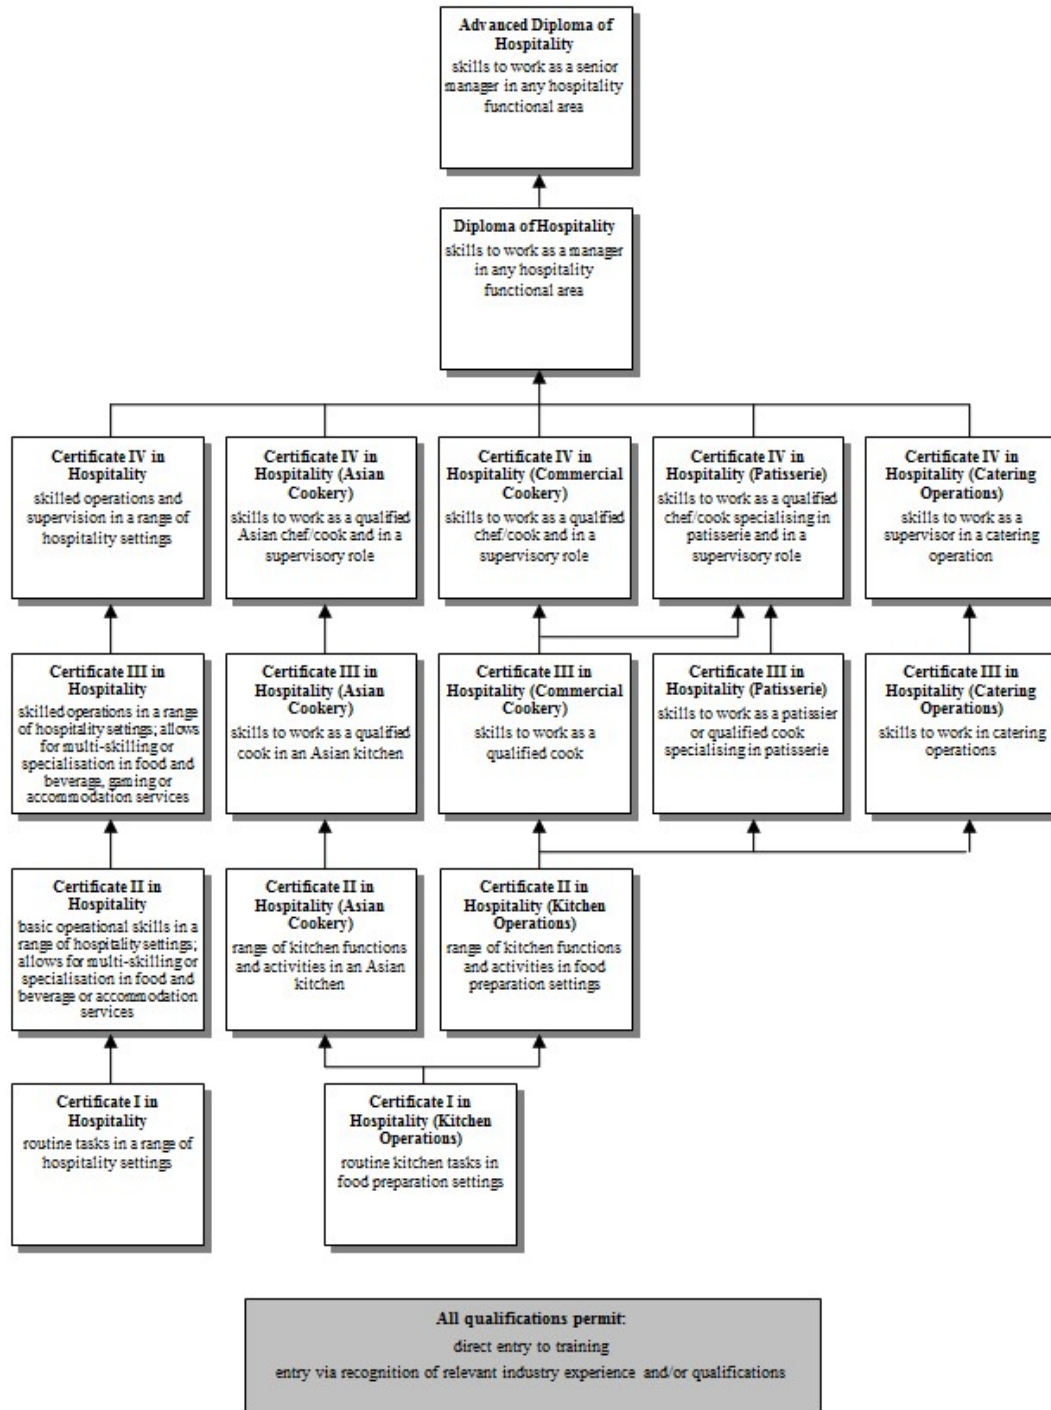 Advanced Diploma of
Hospitality
skills to work as a senior
manager in any hospitality
functional area
Diploma of Hospitality
skills to work as a manager
in any hospitality
functional area
Certificate IV in
Hospitality
skilled operations and
supervision in a range of
hospitality settings
Certificate IV in
Hospitality (Asian
Cookery)
skills to work as a qualified
Asian chef/cook and in a
supervisory role
Certificate IV in
Hospitality (Commercial
Cookery)
skills to work as a qualified
chef/cook and in a
supervisory role
Certificate IV in
Hospitality (Patisserie)
skills to work as a qualified
chef/cook specialising in
patisserie and in a
supervisory role
Certificate IV in
Hospitality (Catering
Operations)
skills to work as a
supervisor in a catering
operation
Certificate III in
Hospitality
skilled operations in a range
of hospitality settings; allows
for multi-skilling or
specialisation in food and
beverage, gaming or
accommodation services
Certificate III in
Hospitality (Asian
Cookery)
skills to work as a qualified
cook in an Asian kitchen
Certificate III in
Hospitality (Commercial
Cookery)
skills to work as a
qualified cook
Certificate III in
Hospitality (Patisserie)
skills to work as a patissier
or qualified cook
specialising in patisserie
Certificate III in
Hospitality (Catering
Operations)
skills to work in catering
operations
Certificate II in
Hospitality
basic operational skills in a
range of hospitality settings;
allows for multi-skilling or
specialisation in food and
beverage or accommodation
services
Certificate II in
Hospitality (Asian
Cookery)
range of kitchen functions
and activities in an Asian
kitchen
Certificate II in
Hospitality (Kitchen
Operations)
range of kitchen functions
and activities in food
preparation settings
Certificate I in
Hospitality
routine tasks in a range of
hospitality settings
Certificate I in
Hospitality (Kitchen
Operations)
routine kitchen tasks in
food preparation settings
All qualifications permit:
direct entry to training
entry via recognition of relevant industry experience and/or qualifications